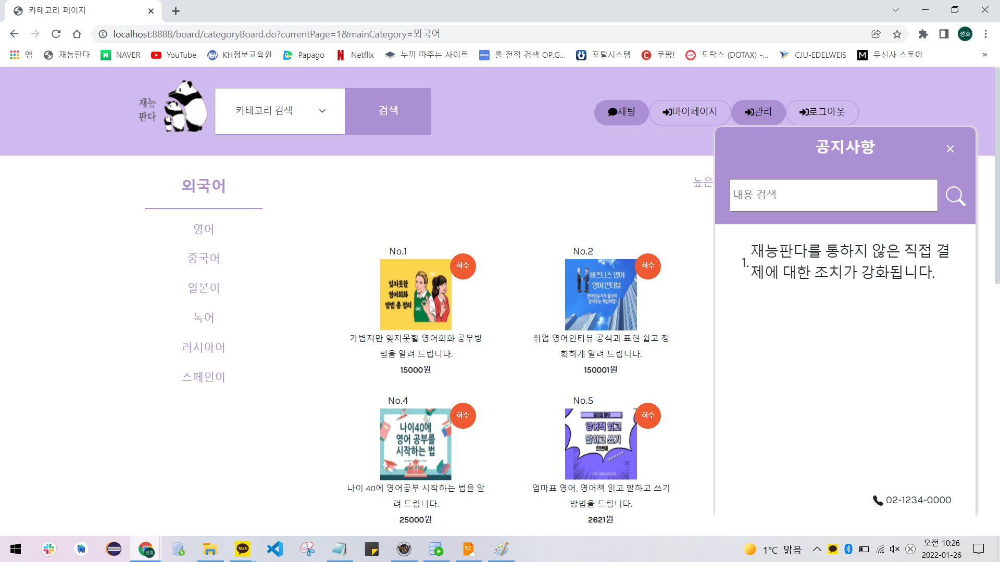 카테고리 페이지
localhost:8888/board/categoryBoard.do?currentPage=1&mainCategory=외국어
성호
앱
재능판다
NAVER
YouTube
KH정보교육원
Papago
Netflix
누끼 따주는 사이트
롤 전적 검색 OP.G...
포털시스템
쿠팡!
도탁스 (DOTAX) -...
CJU-EDELWEIS
무신사 스토어
»
재능
판다
카테고리 검색
검색
채팅
마이페이지
관리
로그아웃
공지사항
×
내용 검색
1. 재능판다를 통하지 않은 직접 결
제에 대한 조치가 강화됩니다.
02-1234-0000
외국어
영어
중국어
일본어
독어
러시아어
스페인어
높은
No.1
하수
잊지못할
영어회화
방법 총 정리
OK!
OK!
가볍지만 잊지못할 영어회화 공부방
법을 알려 드립니다.
15000원
No.2
하수
비즈니스 영어
영어 인터뷰
영어방송기자 출신이
알려주는 핵심비법!
취업 영어인터뷰 공식과 표현 쉽고 정
확하게 알려 드립니다.
150001원
No.4
하수
나이40에
영어 공부를
시작하는 법
나이 40에 영어공부 시작하는 법을 알
려 드립니다.
25000원
No.5
하수
엄마표 영어
영어책 읽고
말하고 쓰기
한번에
엄마표 영어, 영어책 읽고 말하고 쓰기
방법을 드립니다.
2621원
성호
TALK
1°C 맑음
오전 10:26
2022-01-26